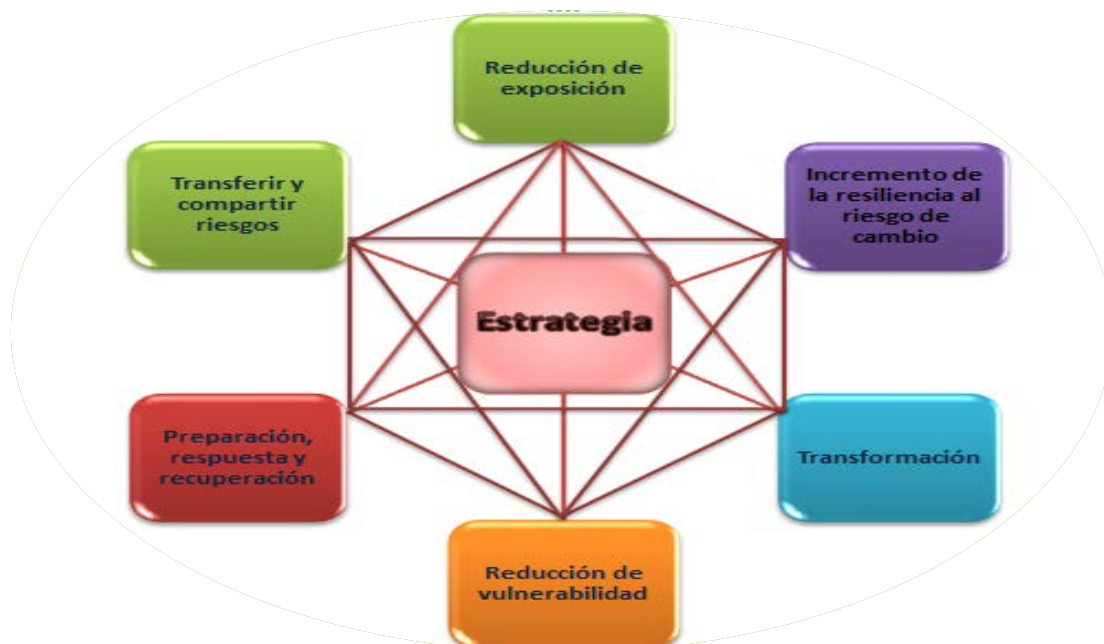 Reducción de
exposición
Transferir y
compartir
riesgos
Incremento de
la resiliencia al
riesgo de
cambio
Estrategia
Preparación,
respuesta y
recuperación
Transformación
Reducción de
vulnerabilidad